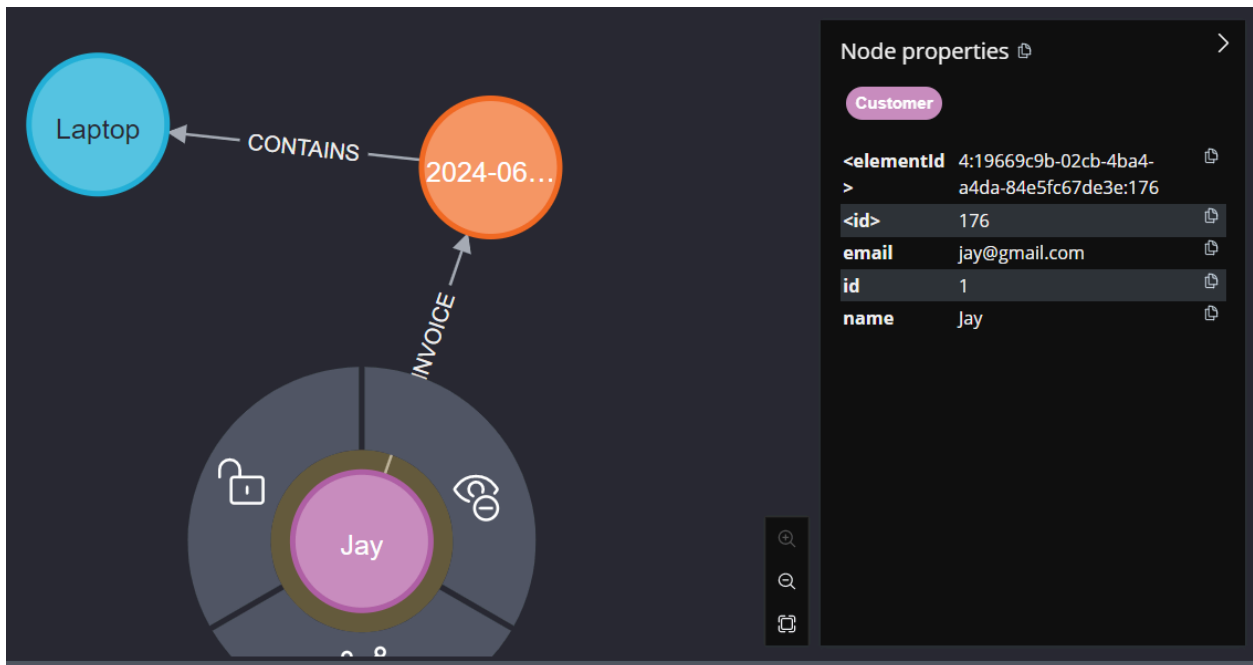 Laptop
CONTAINS
2024-06...
INVOICE
Jay
Node properties
Customer
<elementId> 4:19669c9b-02cb-4ba4-
a4da-84e5fc67de3e:176
<id> 176
email jay@gmail.com
id 1
name Jay